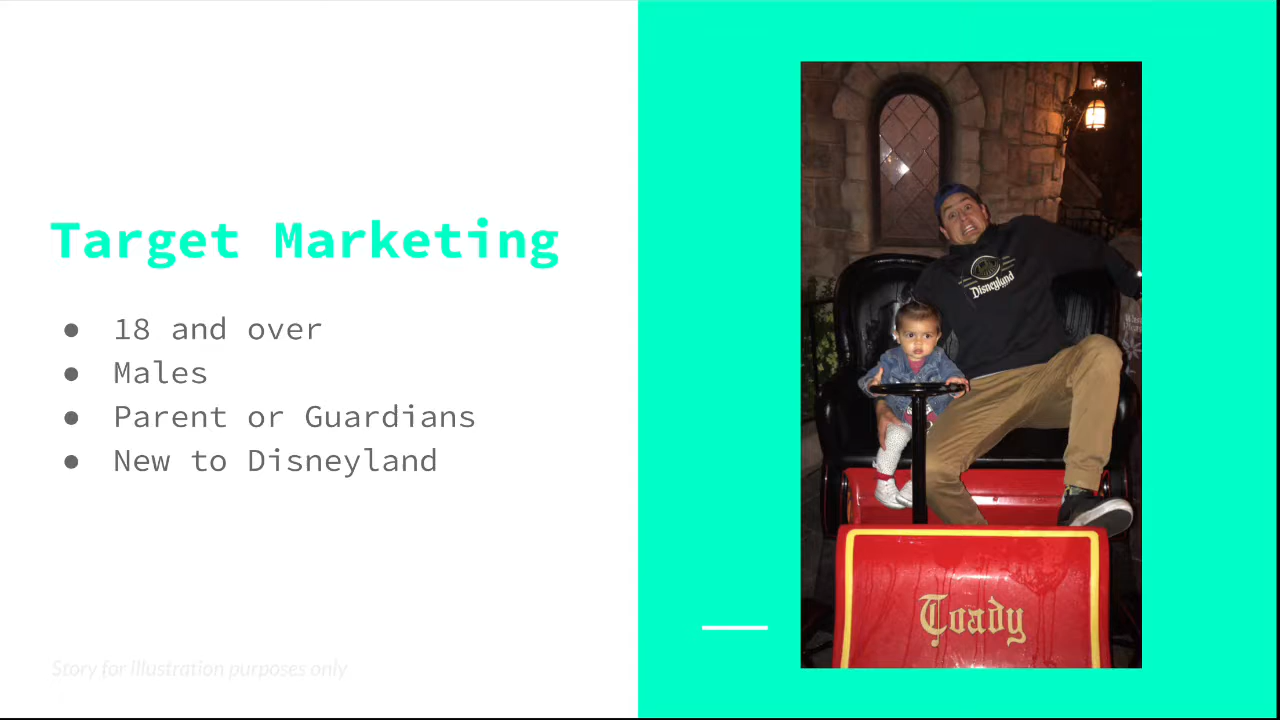 Target Marketing
● 18 and over
● Males
● Parent or Guardians
● New to Disneyland
Story for illustration purposes only
Disneyland
Toady